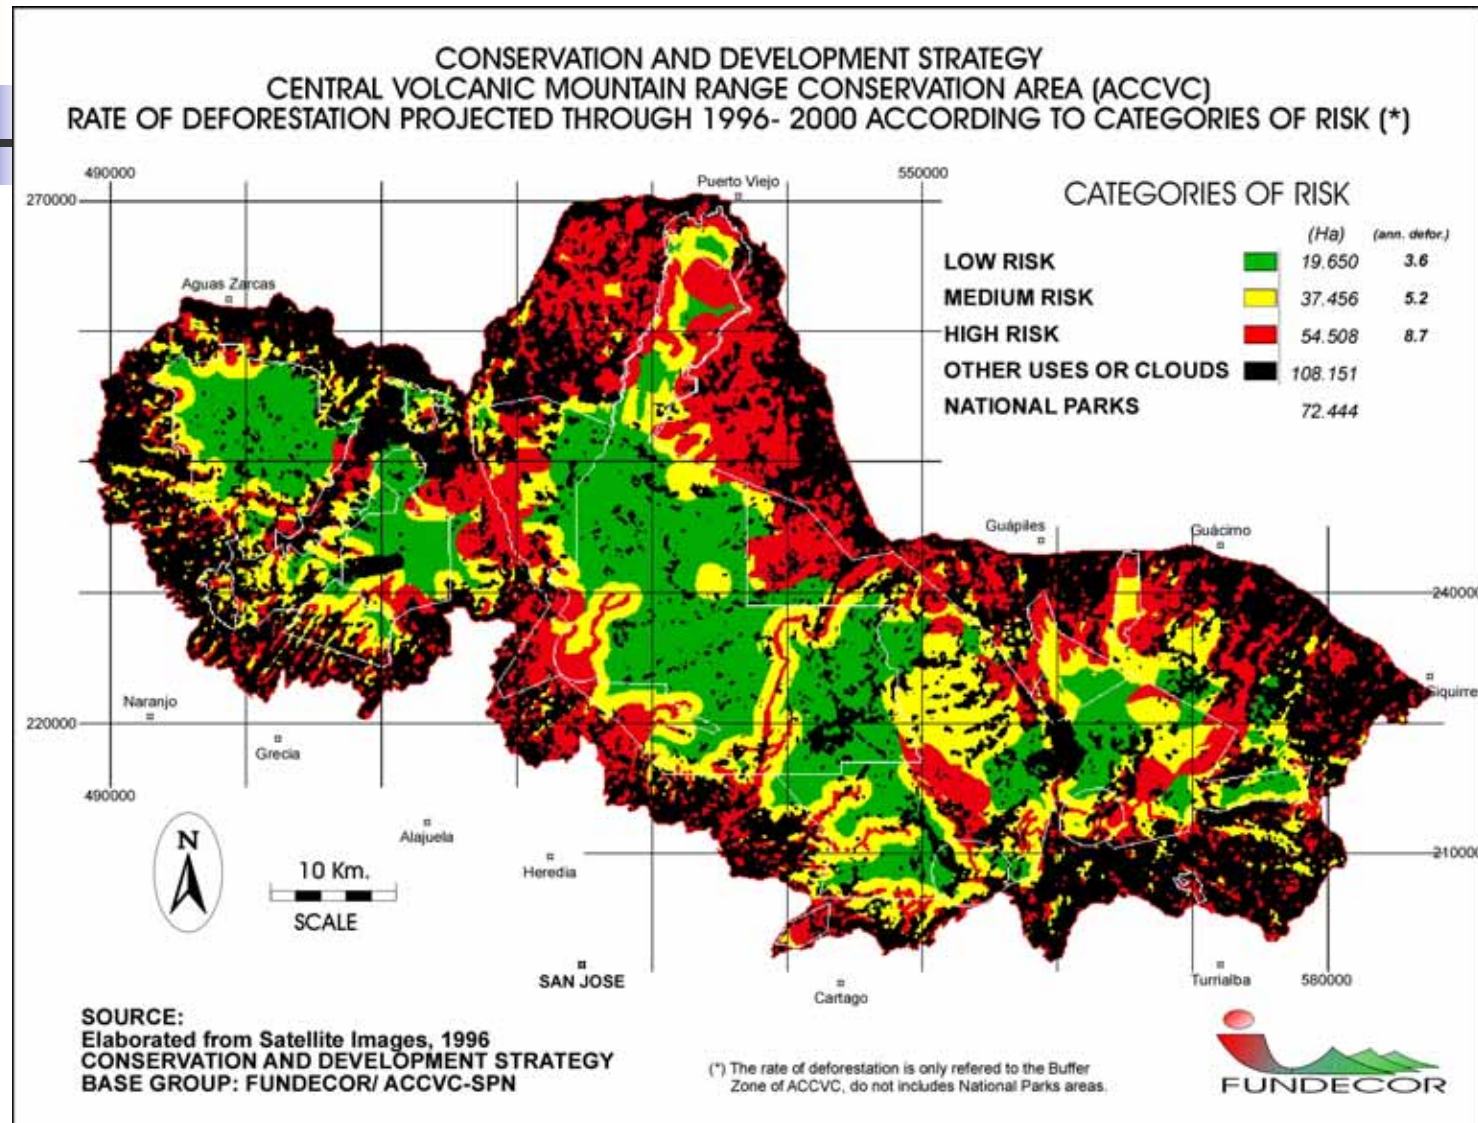 CONSERVATION AND DEVELOPMENT STRATEGY
CENTRAL VOLCANIC MOUNTAIN RANGE CONSERVATION AREA (ACCVC)
RATE OF DEFORESTATION PROJECTED THROUGH 1996- 2000 ACCORDING TO CATEGORIES OF RISK (*)
490000
550000
Puerto Viejo
270000
CATEGORIES OF RISK
(Ha) (ann. defor.)
LOW RISK 19.650 3.6
MEDIUM RISK 37.456 5.2
HIGH RISK 54.508 8.7
OTHER USES OR CLOUDS 108.151
NATIONAL PARKS 72.444
Aguas Zarcas
Guápiles
Guácimo
240000
Siquirre
Naranjo
220000
Grecia
490000
Alajuela
N
10 Km.
SCALE
Heredia
210000
SAN JOSE
Cartago
Turrialba
580000
SOURCE:
Elaborated from Satellite Images, 1996
CONSERVATION AND DEVELOPMENT STRATEGY
BASE GROUP: FUNDECOR/ ACCVC-SPN
(*) The rate of deforestation is only refered to the Buffer
Zone of ACCVC, do not includes National Parks areas.
FUNDECOR